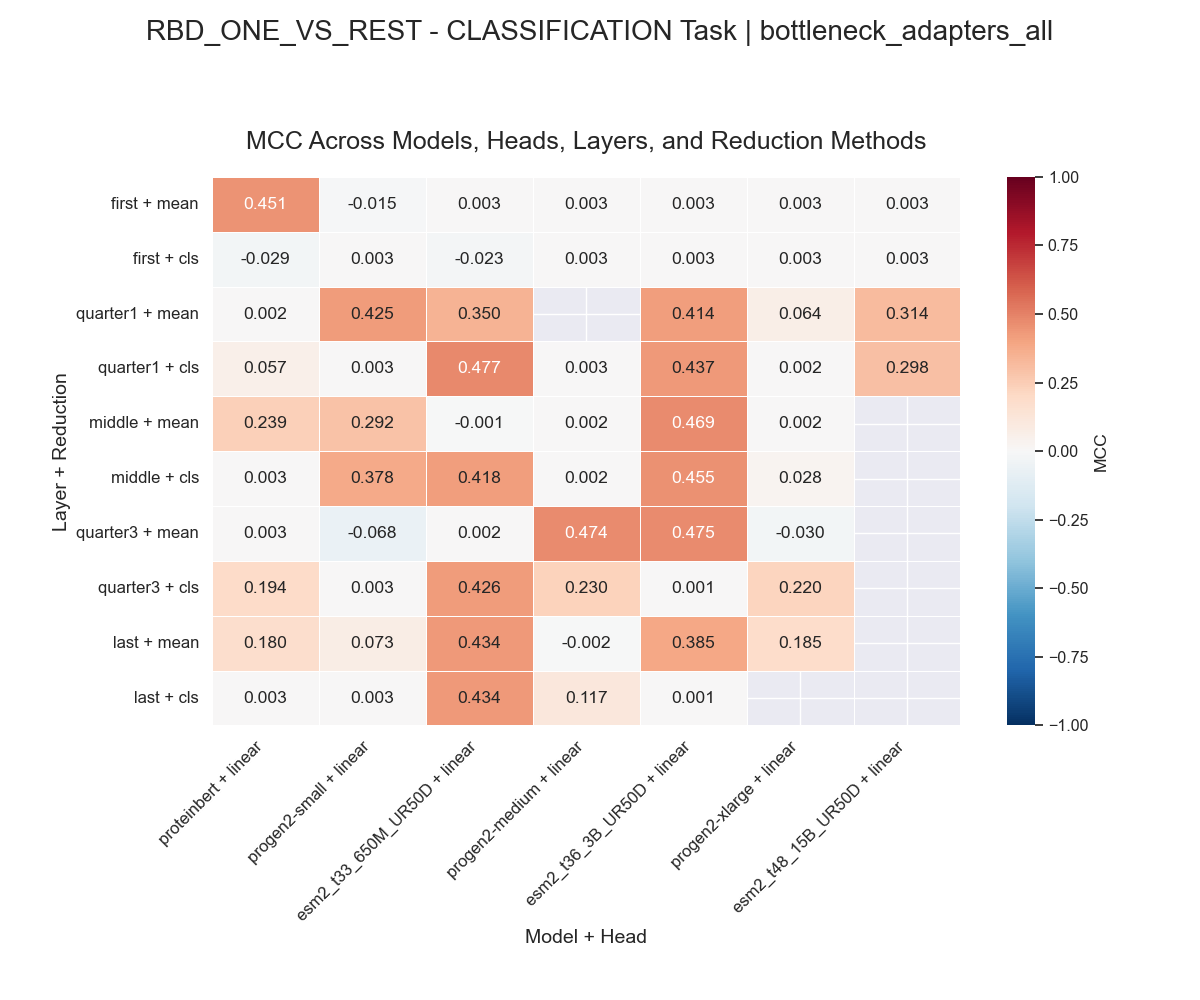 RBD_ONE_VS_REST - CLASSIFICATION Task | bottleneck_adapters_all
MCC Across Models, Heads, Layers, and Reduction Methods
Layer + Reduction
first + mean 0.451 -0.015 0.003 0.003 0.003 0.003 0.003
first + cls -0.029 0.003 -0.023 0.003 0.003 0.003 0.003
quarter1 + mean 0.002 0.425 0.350 0.414 0.064 0.314
quarter1 + cls 0.057 0.003 0.477 0.003 0.437 0.002 0.298
middle + mean 0.239 0.292 -0.001 0.002 0.469 0.002
middle + cls 0.003 0.378 0.418 0.002 0.455 0.028
quarter3 + mean 0.003 -0.068 0.002 0.474 0.475 -0.030
quarter3 + cls 0.194 0.003 0.426 0.230 0.001 0.220
last + mean 0.180 0.073 0.434 -0.002 0.385 0.185
last + cls 0.003 0.003 0.434 0.117 0.001
proteinbert + linear
progen2-small + linear
esm2_t33_650M_UR50D + linear
progen2-medium + linear
esm2_t36_3B_UR50D + linear
progen2-xlarge + linear
esm2_t48_15B_UR50D + linear
Model + Head
1.00
0.75
0.50
0.25
0.00
−0.25
−0.50
−0.75
−1.00
MCC